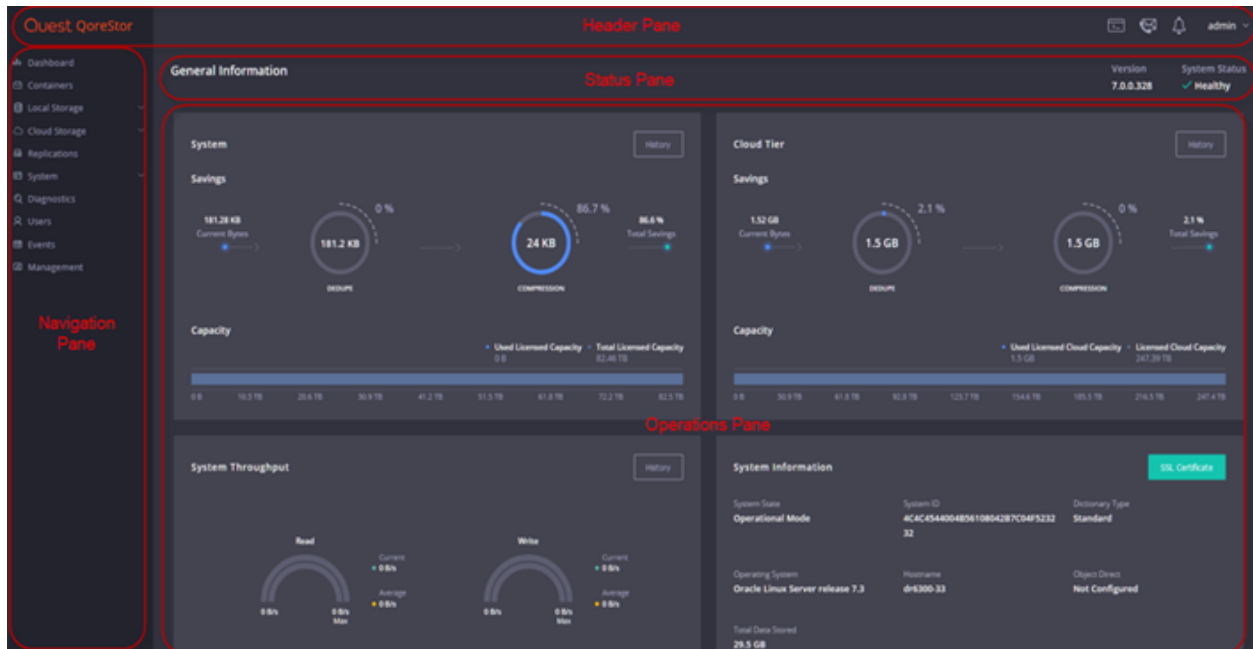 Quest QoreStor
Header Pane
admin
Dashboard
Containers
Local Storage
Cloud Storage
Replications
System
Diagnostics
Users
Events
Management
Navigation
Pane
General Information
Status Pane
Version
7.0.0.328
System Status
Healthy
System
History
Savings
181.28 KB
Current Bytes
0 %
181.2 KB
DEDUPE
86.7 %
24 KB
COMPRESSION
86.6 %
Total Savings
Capacity
Used Licensed Capacity
0 B
Total Licensed Capacity
82.46 TB
0 B 10.3 TB 20.6 TB 30.9 TB 41.2 TB 51.5 TB 61.8 TB 72.2 TB 82.5 TB
Cloud Tier
History
Savings
1.52 GB
Current Bytes
2.1 %
1.5 GB
DEDUPE
0 %
1.5 GB
COMPRESSION
2.1 %
Total Savings
Capacity
Used Licensed Cloud Capacity
1.5 GB
Licensed Cloud Capacity
247.39 TB
0 B 30.9 TB 61.8 TB 92.8 TB 123.7 TB 154.6 TB 185.5 TB 216.5 TB 247.4 TB
Operations Pane
System Throughput
History
Read
0 B/s
0 B/s
Max
Current
0 B/s
Average
0 B/s
Write
0 B/s
0 B/s
Max
Current
0 B/s
Average
0 B/s
System Information
SSL Certificate
System State
Operational Mode
System ID
Dictionary Type
Standard
32
Operating System
Oracle Linux Server release 7.3
Hostname
dr6300-33
Object Direct
Not Configured
Total Data Stored
29.5 GB